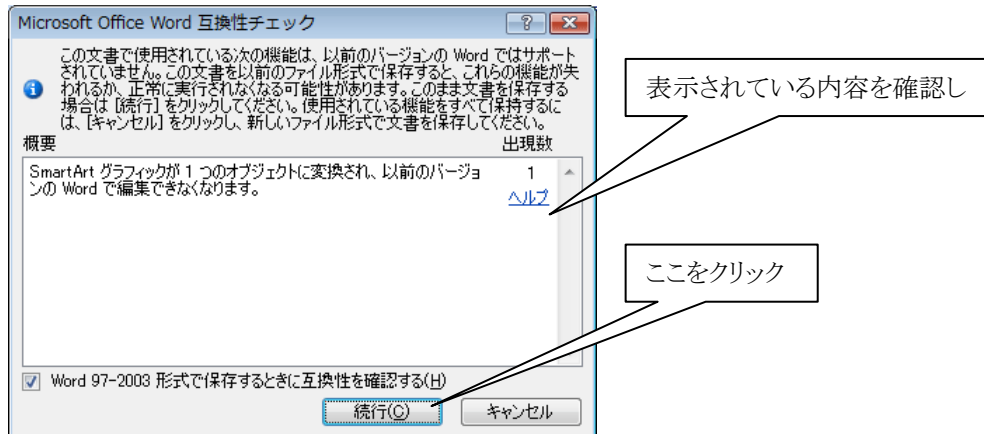 Microsoft Office Word 互換性チェック
この文書で使用されている次の機能は、以前のバージョンの Word ではサポート
されていません。この文書を以前のファイル形式で保存すると、これらの機能が失
われるか、正常に実行されなくなる可能性があります。このまま文書を保存する
場合は [続行] をクリックしてください。使用されている機能をすべて保持するに
は、[キャンセル] をクリックし、新しいファイル形式で文書を保存してください。
概要 出現数
SmartArt グラフィックが 1 つのオブジェクトに変換され、以前のバージョ 1
ンの Word で編集できなくなります。
ヘルプ
表示されている内容を確認し
ここをクリック
Word 97-2003 形式で保存するときに互換性を確認する(H)
続行(C) キャンセル